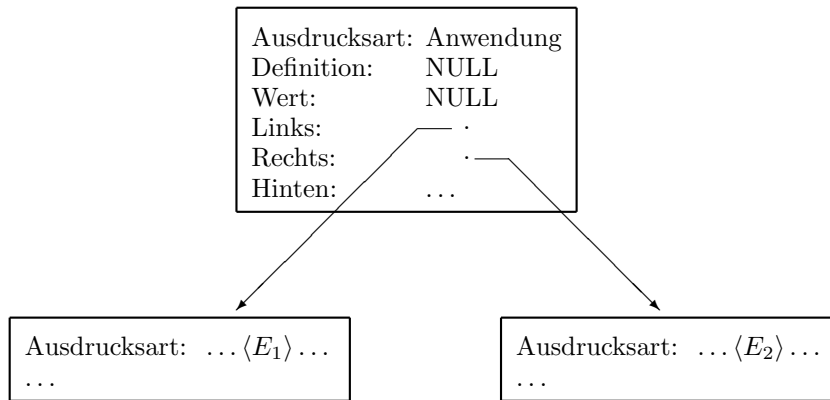 Ausdrucksart: Anwendung
Definition: NULL
Wert: NULL
Links: ·
Rechts: ·
Hinten: ...
Ausdrucksart: ...⟨E₁⟩...
...
Ausdrucksart: ...⟨E₂⟩...
...